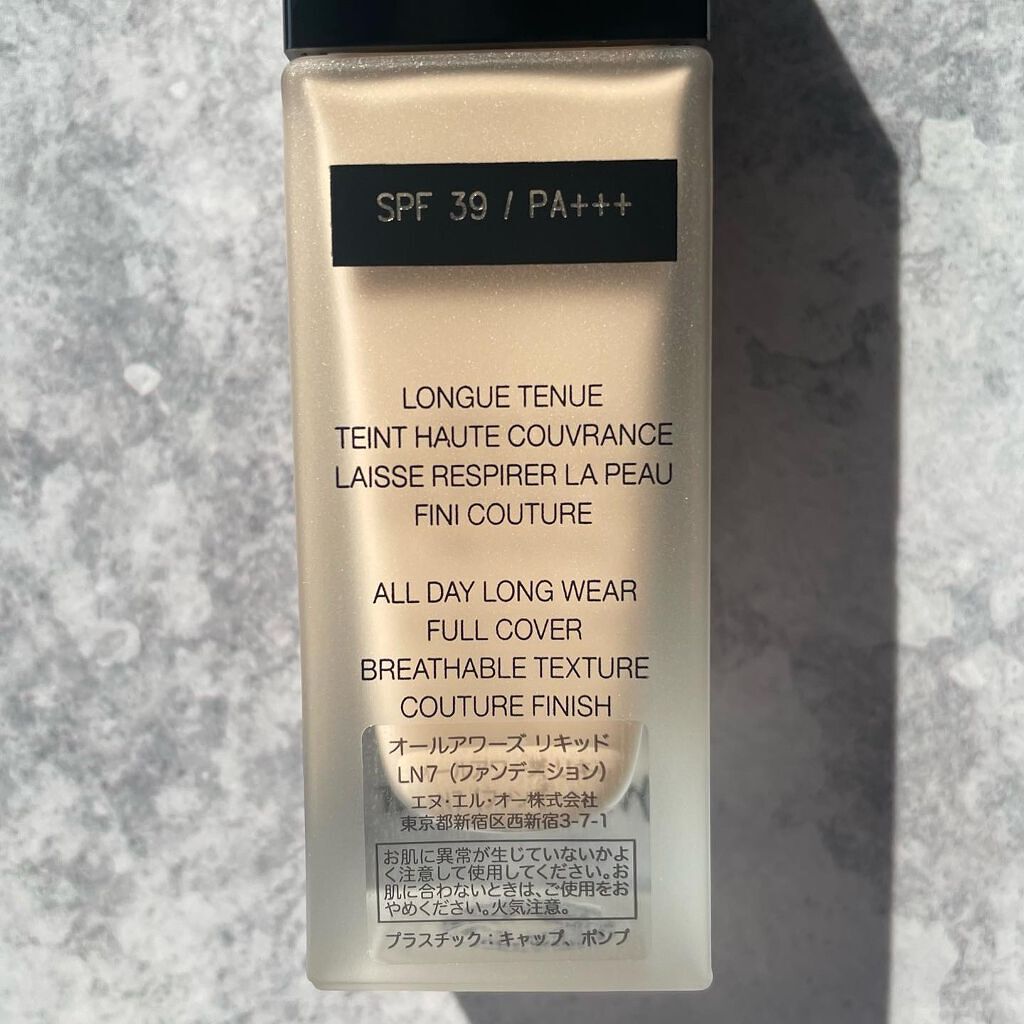 SPF 39 / PA+++
LONGUE TENUE
TEINT HAUTE COUVRANCE
LAISSE RESPIRER LA PEAU
FINI COUTURE
ALL DAY LONG WEAR
FULL COVER
BREATHABLE TEXTURE
COUTURE FINISH
オールアワーズ リキッド
LN7（ファンデーション）
エヌ・エル・オー株式会社
東京都新宿区西新宿3-7-1
お肌に異常が生じていないかよ
く注意して使用してください。お
肌に合わないときは、ご使用をお
やめください。火気注意。
プラスチック：キャップ、ポンプ